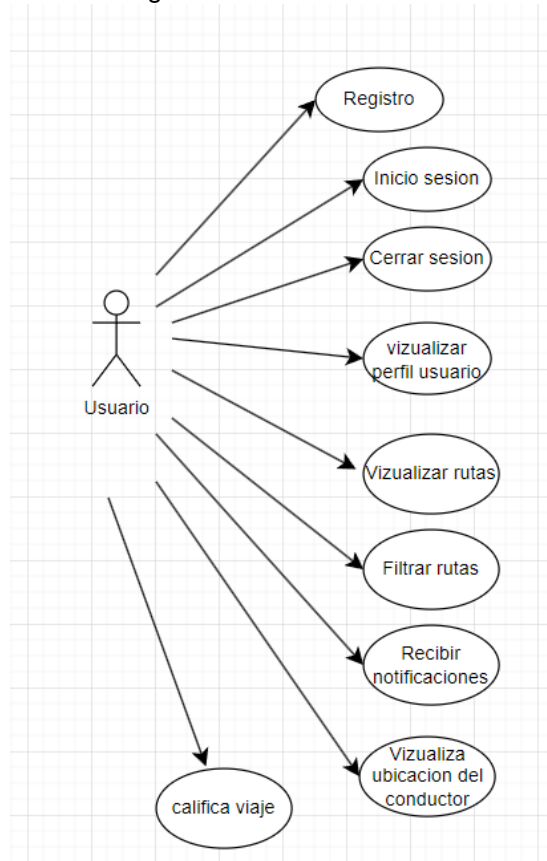 Registro
Inicio sesion
Cerrar sesion
vizualizar
perfil usuario
Usuario
Vizualizar rutas
Filtrar rutas
Recibir
notificaciones
Vizualiza
ubicacion del
conductor
califica viaje